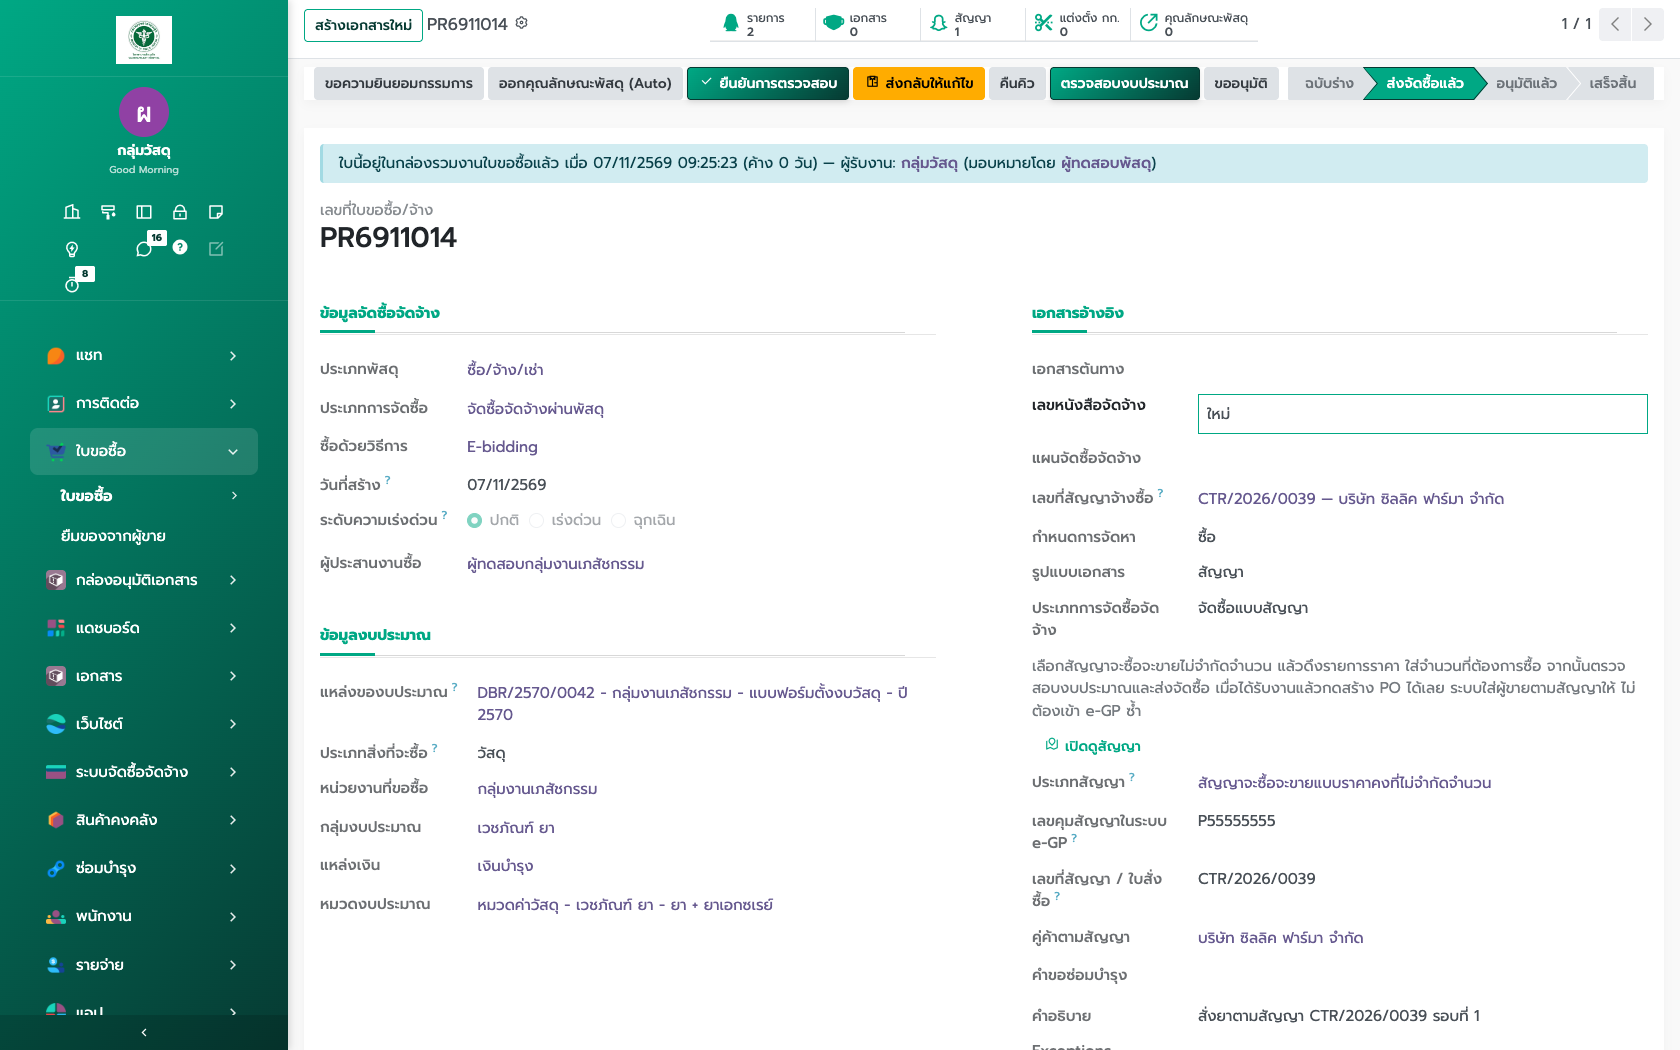 สร้างเอกสารใหม่ PR6911014
รายการ 2
เอกสาร 0
สัญญา 1
แต่งตั้ง กก. 0
คุณลักษณะพัสดุ 0
1 / 1
ขอความยินยอมกรรมการ
ออกคุณลักษณะพัสดุ (Auto)
ยืนยันการตรวจสอบ
ส่งกลับให้แก้ไข
คืนคิว
ตรวจสอบงบประมาณ
ขออนุมัติ
ฉบับร่าง
ส่งจัดซื้อแล้ว
อนุมัติแล้ว
เสร็จสิ้น
ผ
กลุ่มวัสดุ
Good Morning
16
?
8
แชท
การติดต่อ
ใบขอซื้อ
ใบขอซื้อ
ยืมของจากผู้ขาย
กล่องอนุมัติเอกสาร
แดชบอร์ด
เอกสาร
เว็บไซต์
ระบบจัดซื้อจัดจ้าง
สินค้าคงคลัง
ซ่อมบำรุง
พนักงาน
รายจ่าย
แอป
ใบนี้อยู่ในกล่องรวมงานใบขอซื้อแล้ว เมื่อ 07/11/2569 09:25:23 (ค้าง 0 วัน) — ผู้รับงาน: กลุ่มวัสดุ (มอบหมายโดย ผู้ทดสอบพัสดุ)
เลขที่ใบขอซื้อ/จ้าง
PR6911014
ข้อมูลจัดซื้อจัดจ้าง
ประเภทพัสดุ ซื้อ/จ้าง/เช่า
ประเภทการจัดซื้อ จัดซื้อจัดจ้างผ่านพัสดุ
ซื้อด้วยวิธีการ E-bidding
วันที่สร้าง ? 07/11/2569
ระดับความเร่งด่วน ? ปกติ เร่งด่วน ฉุกเฉิน
ผู้ประสานงานซื้อ ผู้ทดสอบกลุ่มงานเภสัชกรรม
ข้อมูลงบประมาณ
แหล่งของบประมาณ ? DBR/2570/0042 - กลุ่มงานเภสัชกรรม - แบบฟอร์มตั้งงบวัสดุ - ปี
2570
ประเภทสิ่งที่จะซื้อ ? วัสดุ
หน่วยงานที่ขอซื้อ กลุ่มงานเภสัชกรรม
กลุ่มงบประมาณ เวชภัณฑ์ ยา
แหล่งเงิน เงินบำรุง
หมวดงบประมาณ หมวดค่าวัสดุ - เวชภัณฑ์ ยา - ยา + ยาเอกซเรย์
เอกสารอ้างอิง
เอกสารต้นทาง
เลขหนังสือจัดจ้าง ใหม่
แผนจัดซื้อจัดจ้าง
เลขที่สัญญาจ้างซื้อ ? CTR/2026/0039 — บริษัท ซิลลิค ฟาร์มา จำกัด
กำหนดการจัดหา ซื้อ
รูปแบบเอกสาร สัญญา
ประเภทการจัดซื้อจัด จัดซื้อแบบสัญญา
จ้าง
เลือกสัญญาจะซื้อจะขายไม่จำกัดจำนวน แล้วดึงรายการราคา ใส่จำนวนที่ต้องการซื้อ จากนั้นตรวจ
สอบงบประมาณและส่งจัดซื้อ เมื่อได้รับงานแล้วกดสร้าง PO ได้เลย ระบบใส่ผู้ขายตามสัญญาให้ ไม่
ต้องเข้า e-GP ซ้ำ
เปิดดูสัญญา
ประเภทสัญญา ? สัญญาจะซื้อจะขายแบบราคาคงที่ไม่จำกัดจำนวน
เลขคุมสัญญาในระบบ P55555555
e-GP ?
เลขที่สัญญา / ใบสั่ง CTR/2026/0039
ซื้อ ?
คู่ค้าตามสัญญา บริษัท ซิลลิค ฟาร์มา จำกัด
คำขอซ่อมบำรุง
คำอธิบาย สั่งยาตามสัญญา CTR/2026/0039 รอบที่ 1
Exceptions